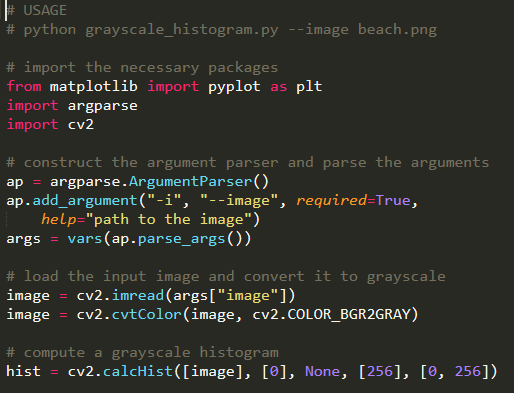 # USAGE
# python grayscale_histogram.py --image beach.png

# import the necessary packages
from matplotlib import pyplot as plt
import argparse
import cv2

# construct the argument parser and parse the arguments
ap = argparse.ArgumentParser()
ap.add_argument("-i", "--image", required=True,
    help="path to the image")
args = vars(ap.parse_args())

# load the input image and convert it to grayscale
image = cv2.imread(args["image"])
image = cv2.cvtColor(image, cv2.COLOR_BGR2GRAY)

# compute a grayscale histogram
hist = cv2.calcHist([image], [0], None, [256], [0, 256])